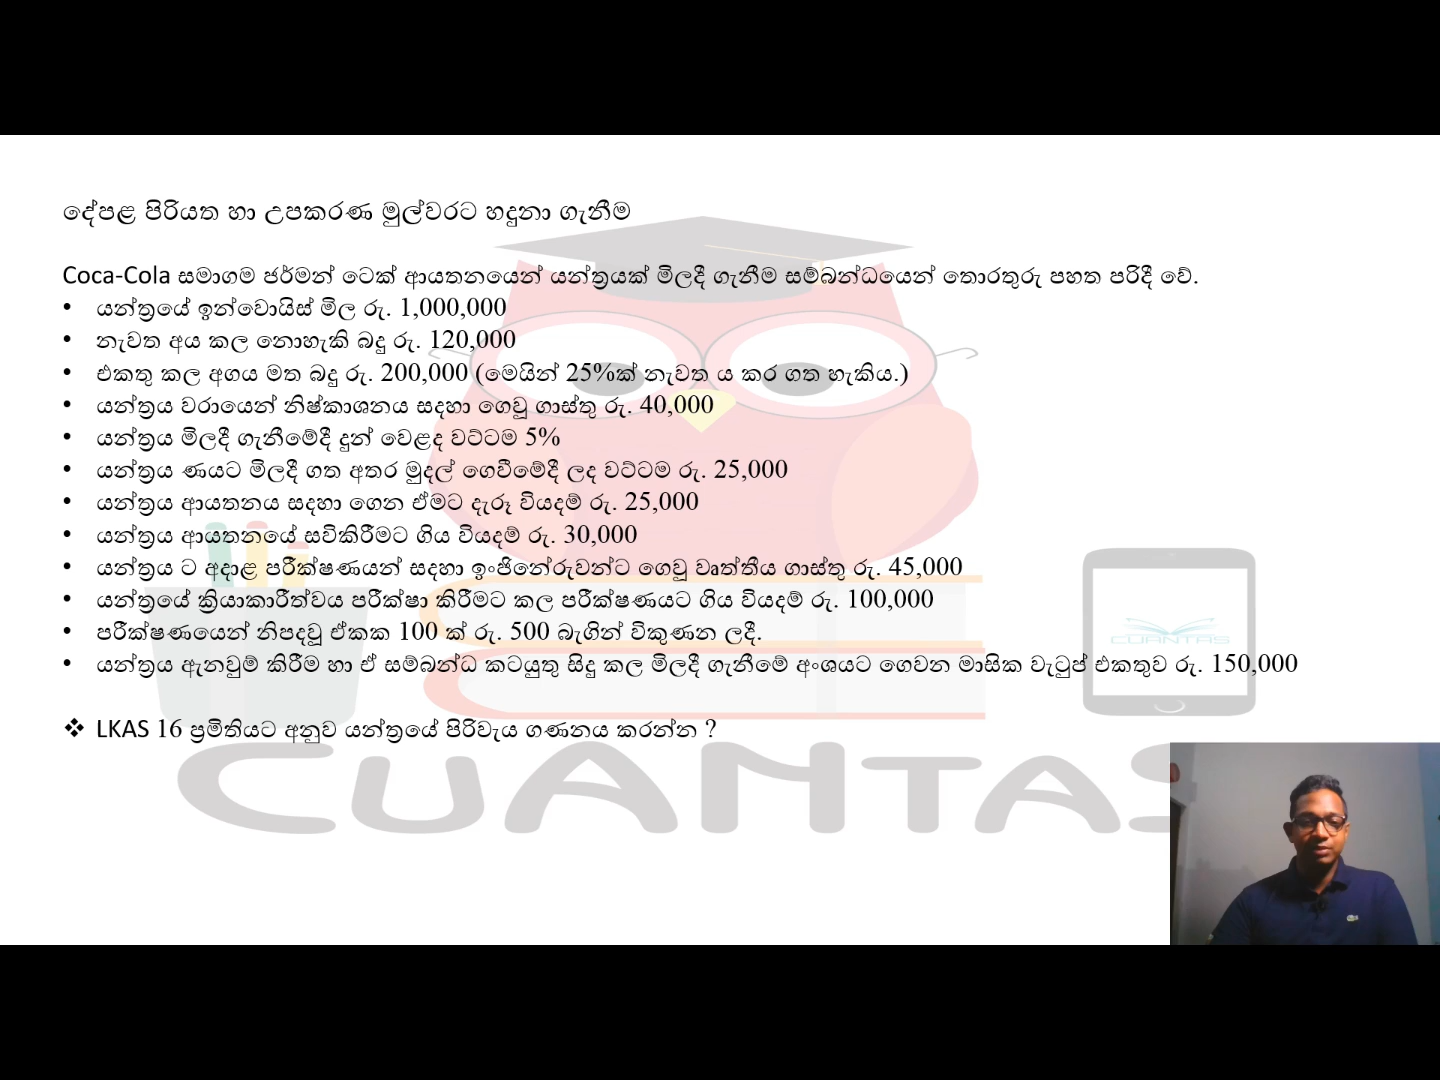 දේපළ පිරියත හා උපකරණ මුල්වරට හදුනා ගැනීම
Coca-Cola සමාගම ජර්මන් ටෙක් ආයතනයෙන් යන්ත්‍රයක් මිලදී ගැනීම සම්බන්ධයෙන් තොරතුරු පහත පරිදී වේ.
• යන්ත්‍රයේ ඉන්වොයිස් මිල රු. 1,000,000
• නැවත අය කල නොහැකි බදු රු. 120,000
• එකතු කල අගය මත බදු රු. 200,000 (මෙයින් 25%ක් නැවත ය කර ගත හැකිය.)
• යන්ත්‍රය වරායෙන් නිෂ්කාශනය සදහා ගෙවූ ගාස්තු රු. 40,000
• යන්ත්‍රය මිලදී ගැනීමේදී දුන් වෙළද වට්ටම 5%
• යන්ත්‍රය ණයට මිලදී ගත අතර මුදල් ගෙවීමේදී ලද වට්ටම රු. 25,000
• යන්ත්‍රය ආයතනය සදහා ගෙන ඒමට දැරූ වියදම් රු. 25,000
• යන්ත්‍රය ආයතනයේ සවිකිරීමට ගිය වියදම් රු. 30,000
• යන්ත්‍රය ට අදාළ පරීක්ෂණයන් සදහා ඉංජිනේරුවන්ට ගෙවූ වෘත්තීය ගාස්තු රු. 45,000
• යන්ත්‍රයේ ක්‍රියාකාරීත්වය පරීක්ෂා කිරීමට කල පරීක්ෂණයට ගිය වියදම් රු. 100,000
• පරීක්ෂණයෙන් නිපදවූ ඒකක 100 ක් රු. 500 බැගින් විකුණන ලදී.
• යන්ත්‍රය ඇනවුම් කිරීම හා ඒ සම්බන්ධ කටයුතු සිදු කල මිලදී ගැනීමේ අංශයට ගෙවන මාසික වැටුප් එකතුව රු. 150,000
❖ LKAS 16 ප්‍රමිතියට අනුව යන්ත්‍රයේ පිරිවැය ගණනය කරන්න ?
CUANTAS
CUANTAS